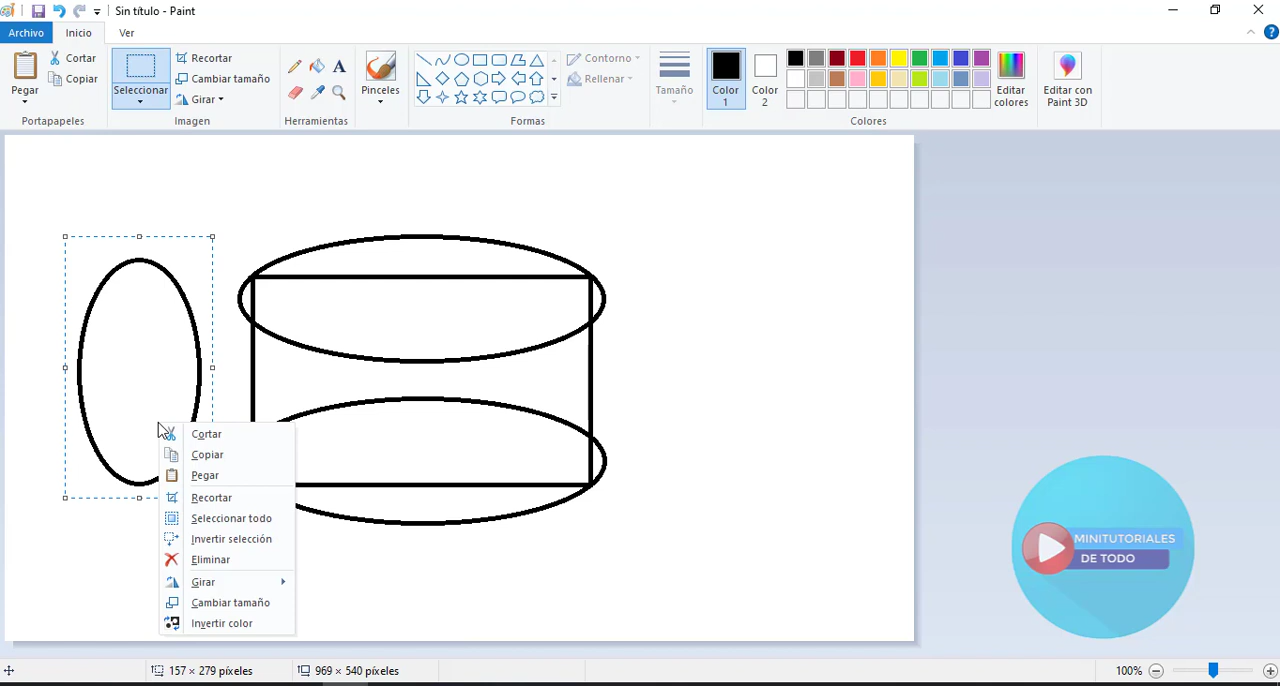 Sin título - Paint
Archivo Inicio Ver
Pegar
Cortar
Copiar
Portapapeles
Seleccionar
Recortar
Cambiar tamaño
Girar
Imagen
A
Herramientas
Pinceles
Contorno
Rellenar
Formas
Tamaño
Color
1
Color
2
Editar
colores
Colores
Editar con
Paint 3D
Cortar
Copiar
Pegar
Recortar
Seleccionar todo
Invertir selección
Eliminar
Girar
Cambiar tamaño
Invertir color
MINITUTORIALES
DE TODO
157 × 279 píxeles
969 × 540 píxeles
100%